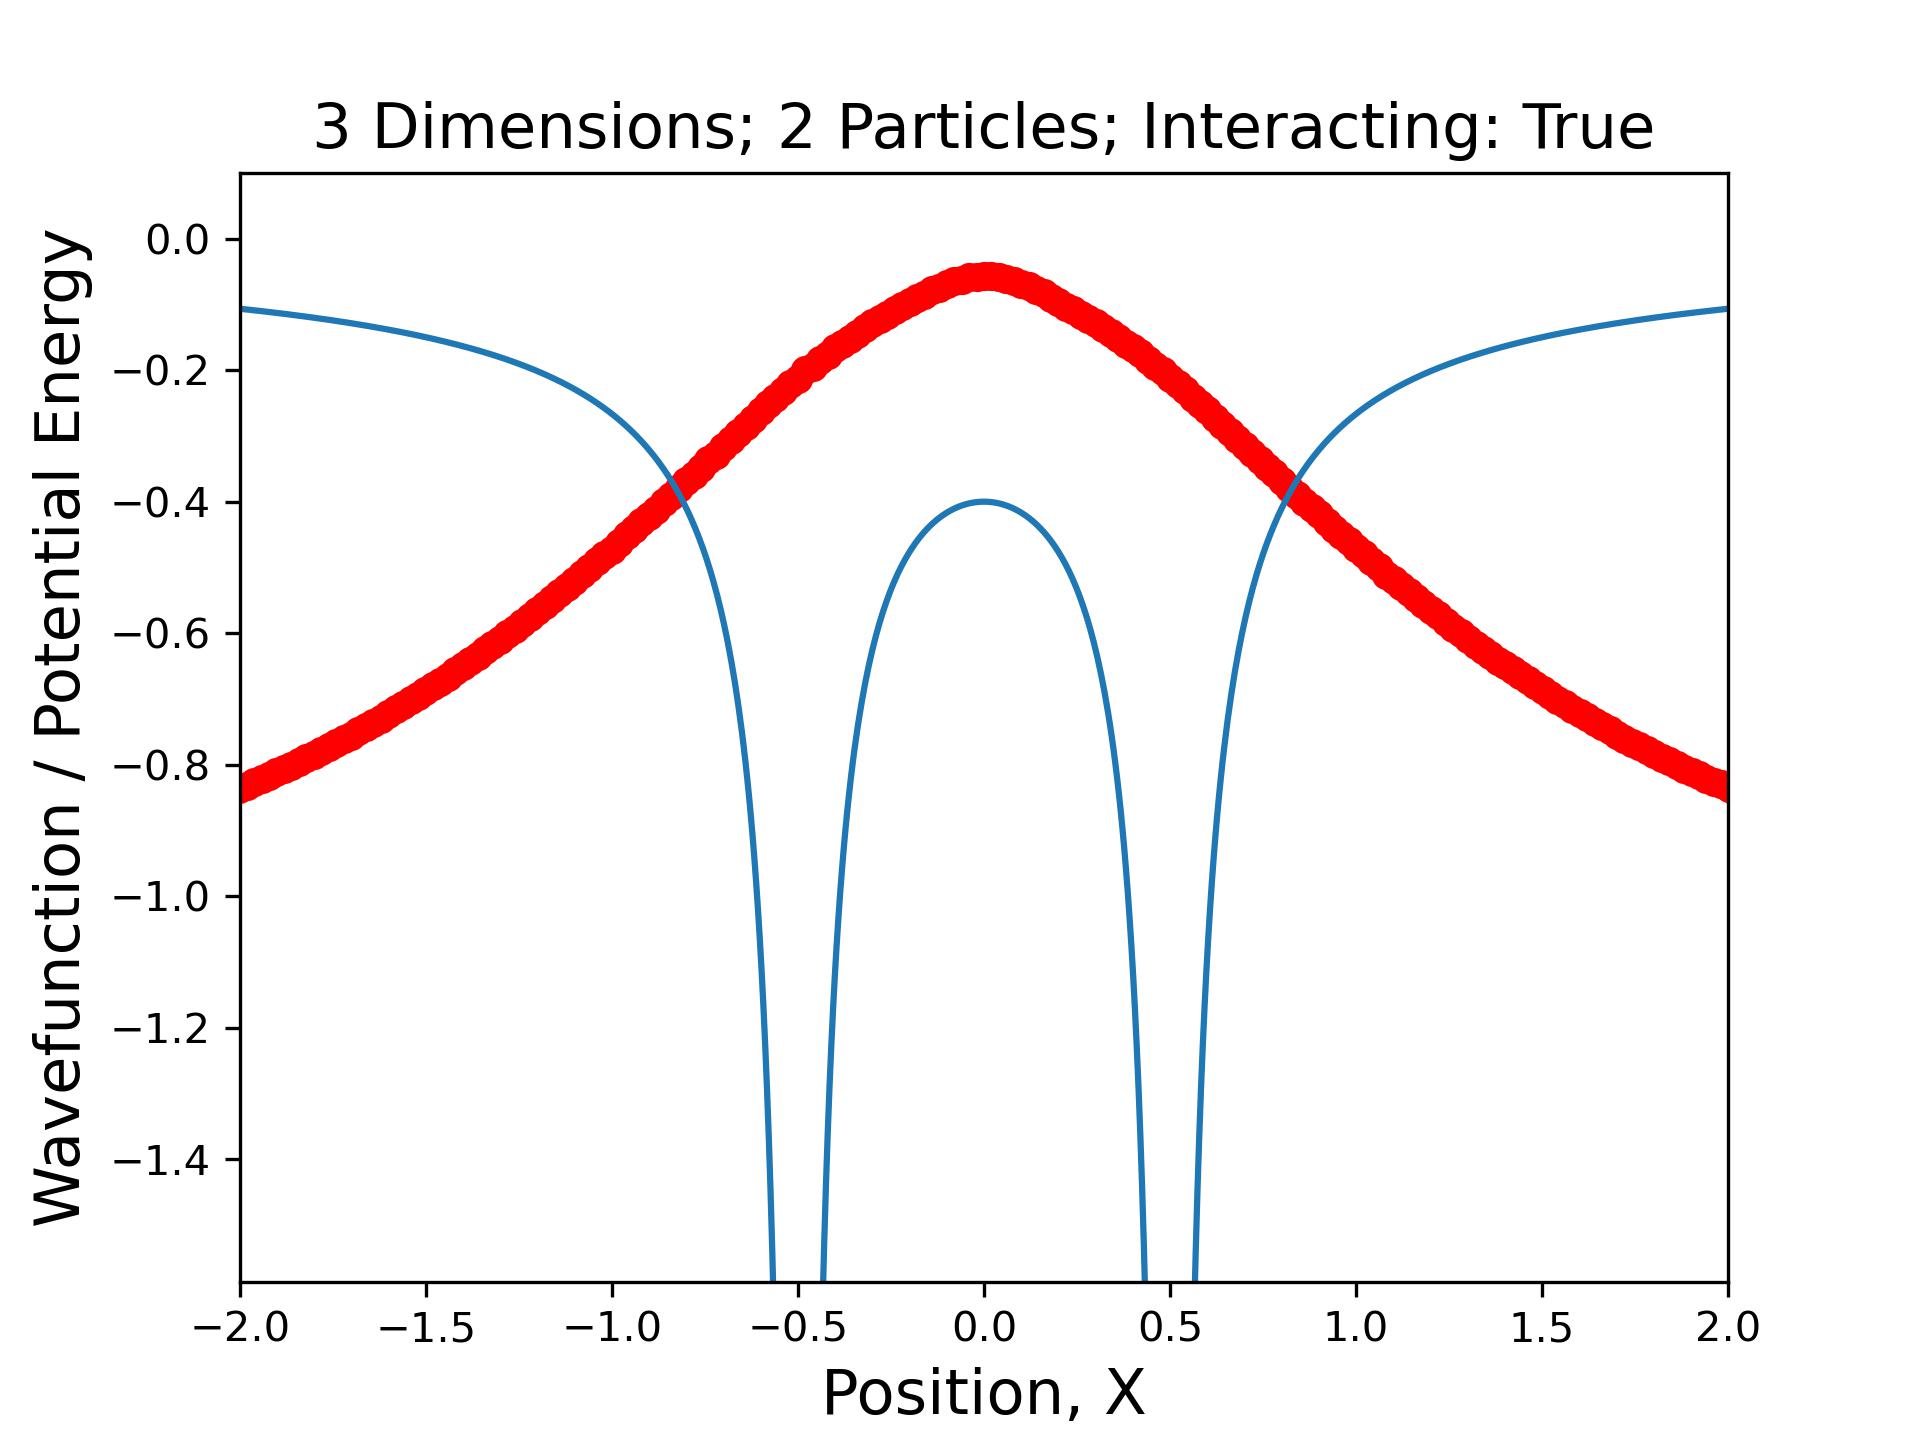 3 Dimensions; 2 Particles; Interacting: True
Wavefunction / Potential Energy
0.0
−0.2
−0.4
−0.6
−0.8
−1.0
−1.2
−1.4
−2.0 −1.5 −1.0 −0.5 0.0 0.5 1.0 1.5 2.0
Position, X